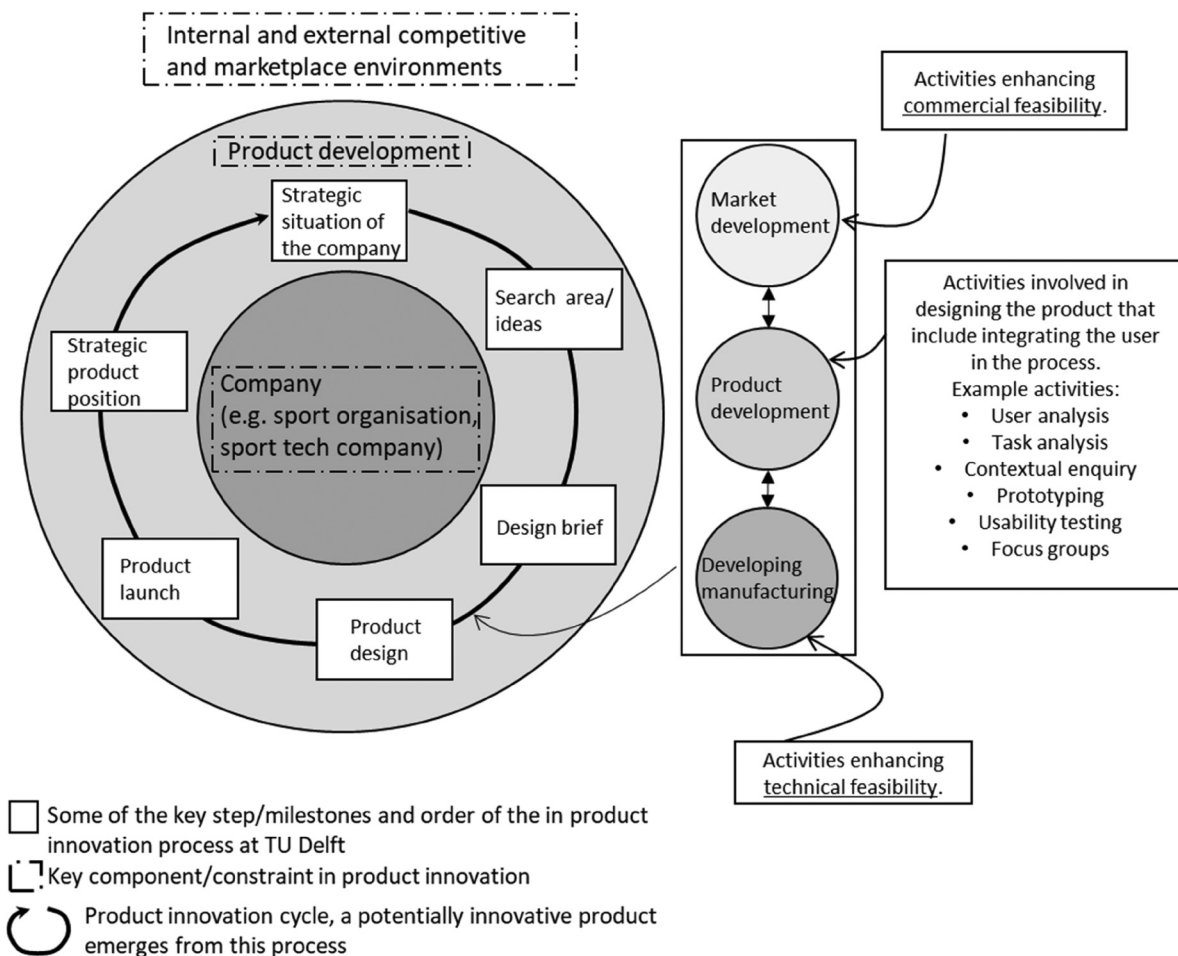 Internal and external competitive
and marketplace environments
Product development
Strategic
situation of
the company
Search area/
ideas
Strategic
product
position
Company
(e.g. sport organisation,
sport tech company)
Design brief
Product
launch
Product
design
Market
development
Product
development
Developing
manufacturing
Activities enhancing
commercial feasibility.
Activities involved in
designing the product that
include integrating the user
in the process.
Example activities:
• User analysis
• Task analysis
• Contextual enquiry
• Prototyping
• Usability testing
• Focus groups
Activities enhancing
technical feasibility.
Some of the key step/milestones and order of the in product
innovation process at TU Delft
Key component/constraint in product innovation
Product innovation cycle, a potentially innovative product
emerges from this process